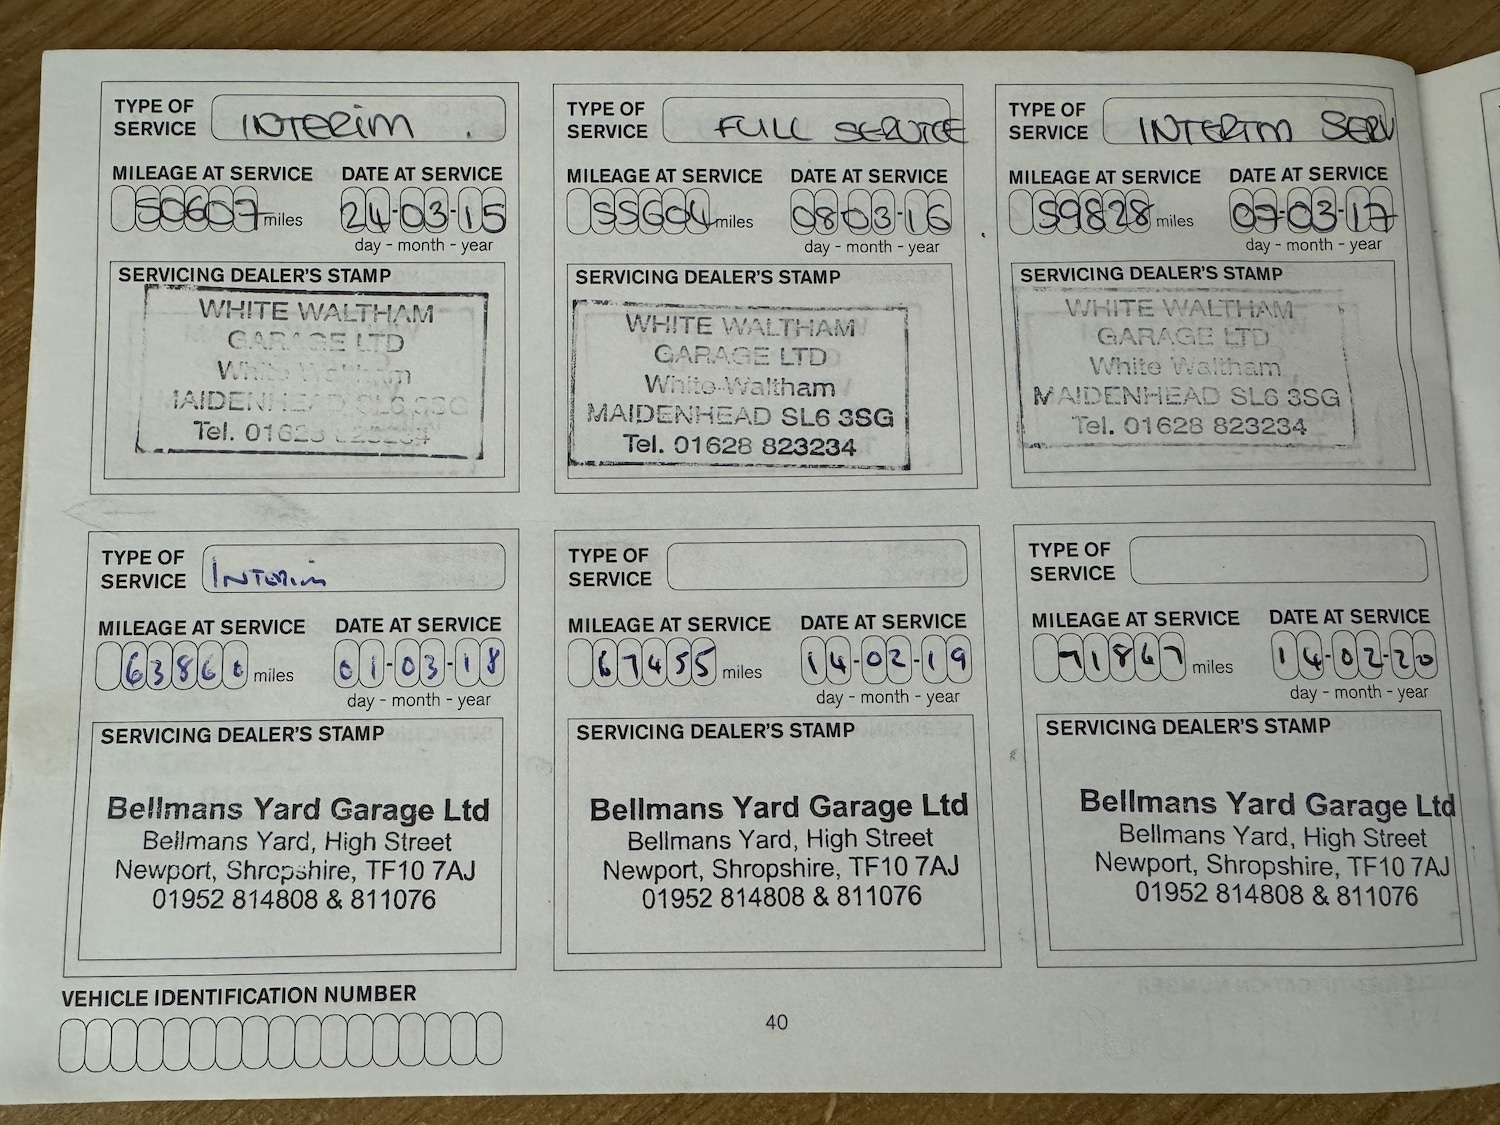 TYPE OF SERVICE INTERIM .
MILEAGE AT SERVICE DATE AT SERVICE
50607 miles 24-03-15
day - month - year
SERVICING DEALER'S STAMP
WHITE WALTHAM
GARAGE LTD
White Waltham
MAIDENHEAD SL6 3SG
Tel. 01628 823234
TYPE OF SERVICE FULL SERVICE
MILEAGE AT SERVICE DATE AT SERVICE
55604 miles 08-03-16
day - month - year
SERVICING DEALER'S STAMP
WHITE WALTHAM
GARAGE LTD
White Waltham
MAIDENHEAD SL6 3SG
Tel. 01628 823234
TYPE OF SERVICE INTERIM SERV
MILEAGE AT SERVICE DATE AT SERVICE
59828 miles 07-03-17
day - month - year
SERVICING DEALER'S STAMP
WHITE WALTHAM
GARAGE LTD
White Waltham
MAIDENHEAD SL6 3SG
Tel. 01628 823234
TYPE OF SERVICE Interim
MILEAGE AT SERVICE DATE AT SERVICE
63860 miles 01-03-18
day - month - year
SERVICING DEALER'S STAMP
Bellmans Yard Garage Ltd
Bellmans Yard, High Street
Newport, Shropshire, TF10 7AJ
01952 814808 & 811076
TYPE OF SERVICE
MILEAGE AT SERVICE DATE AT SERVICE
67455 miles 14-02-19
day - month - year
SERVICING DEALER'S STAMP
Bellmans Yard Garage Ltd
Bellmans Yard, High Street
Newport, Shropshire, TF10 7AJ
01952 814808 & 811076
TYPE OF SERVICE
MILEAGE AT SERVICE DATE AT SERVICE
71867 miles 14-02-20
day - month - year
SERVICING DEALER'S STAMP
Bellmans Yard Garage Ltd
Bellmans Yard, High Street
Newport, Shropshire, TF10 7AJ
01952 814808 & 811076
VEHICLE IDENTIFICATION NUMBER
40